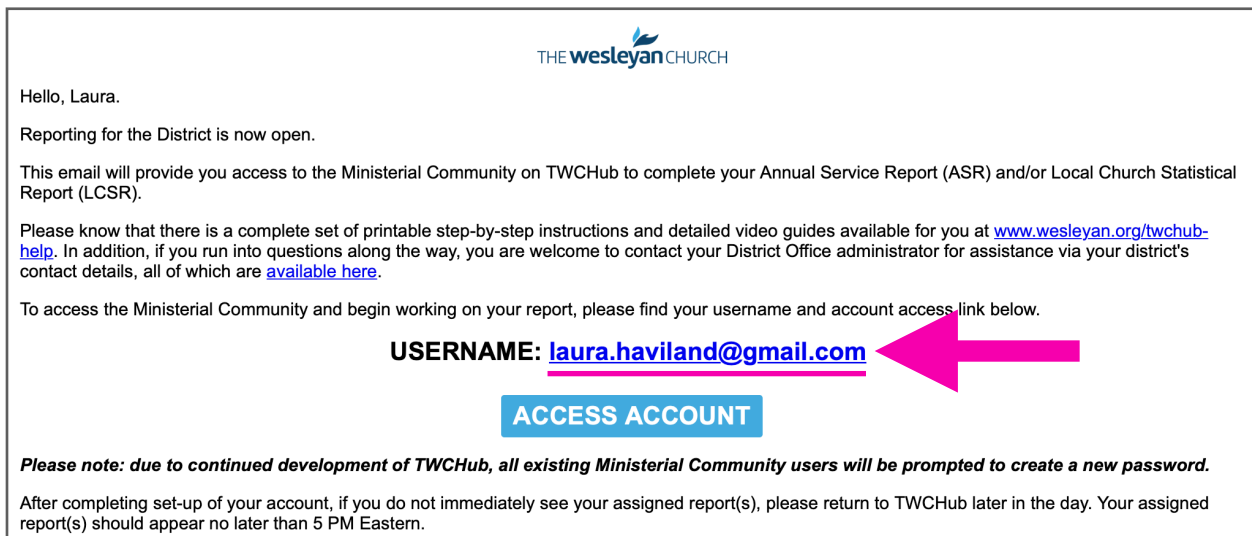 THE wesleyan CHURCH
Hello, Laura.
Reporting for the District is now open.
This email will provide you access to the Ministerial Community on TWCHub to complete your Annual Service Report (ASR) and/or Local Church Statistical
Report (LCSR).
Please know that there is a complete set of printable step-by-step instructions and detailed video guides available for you at www.wesleyan.org/twchub-
help. In addition, if you run into questions along the way, you are welcome to contact your District Office administrator for assistance via your district's
contact details, all of which are available here.
To access the Ministerial Community and begin working on your report, please find your username and account access link below.
USERNAME: laura.haviland@gmail.com
ACCESS ACCOUNT
Please note: due to continued development of TWCHub, all existing Ministerial Community users will be prompted to create a new password.
After completing set-up of your account, if you do not immediately see your assigned report(s), please return to TWCHub later in the day. Your assigned
report(s) should appear no later than 5 PM Eastern.